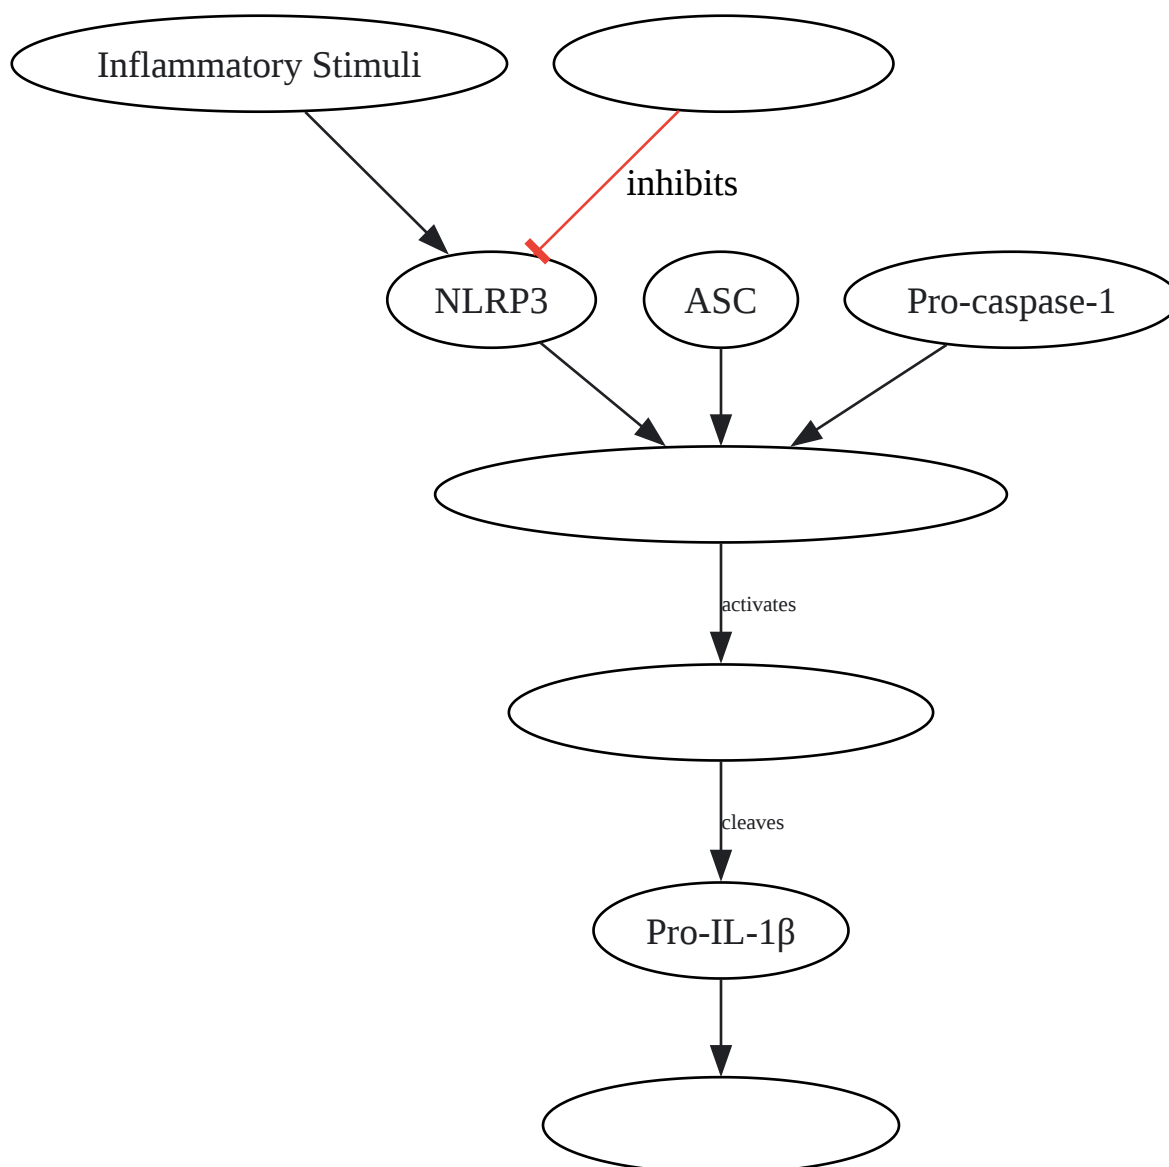 Inflammatory Stimuli
inhibits
NLRP3
ASC
Pro-caspase-1
activates
cleaves
Pro-IL-1β